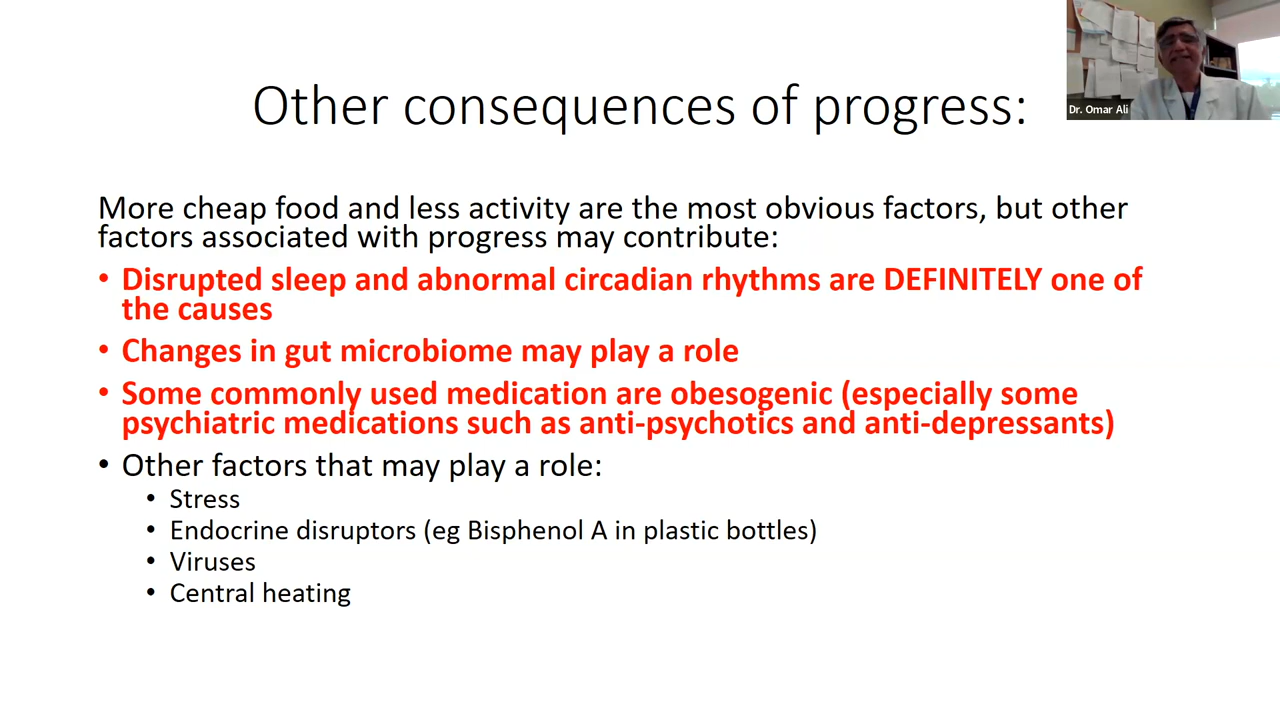 Other consequences of progress:
Dr. Omar Ali
More cheap food and less activity are the most obvious factors, but other
factors associated with progress may contribute:
• Disrupted sleep and abnormal circadian rhythms are DEFINITELY one of
the causes
• Changes in gut microbiome may play a role
• Some commonly used medication are obesogenic (especially some
psychiatric medications such as anti-psychotics and anti-depressants)
• Other factors that may play a role:
• Stress
• Endocrine disruptors (eg Bisphenol A in plastic bottles)
• Viruses
• Central heating